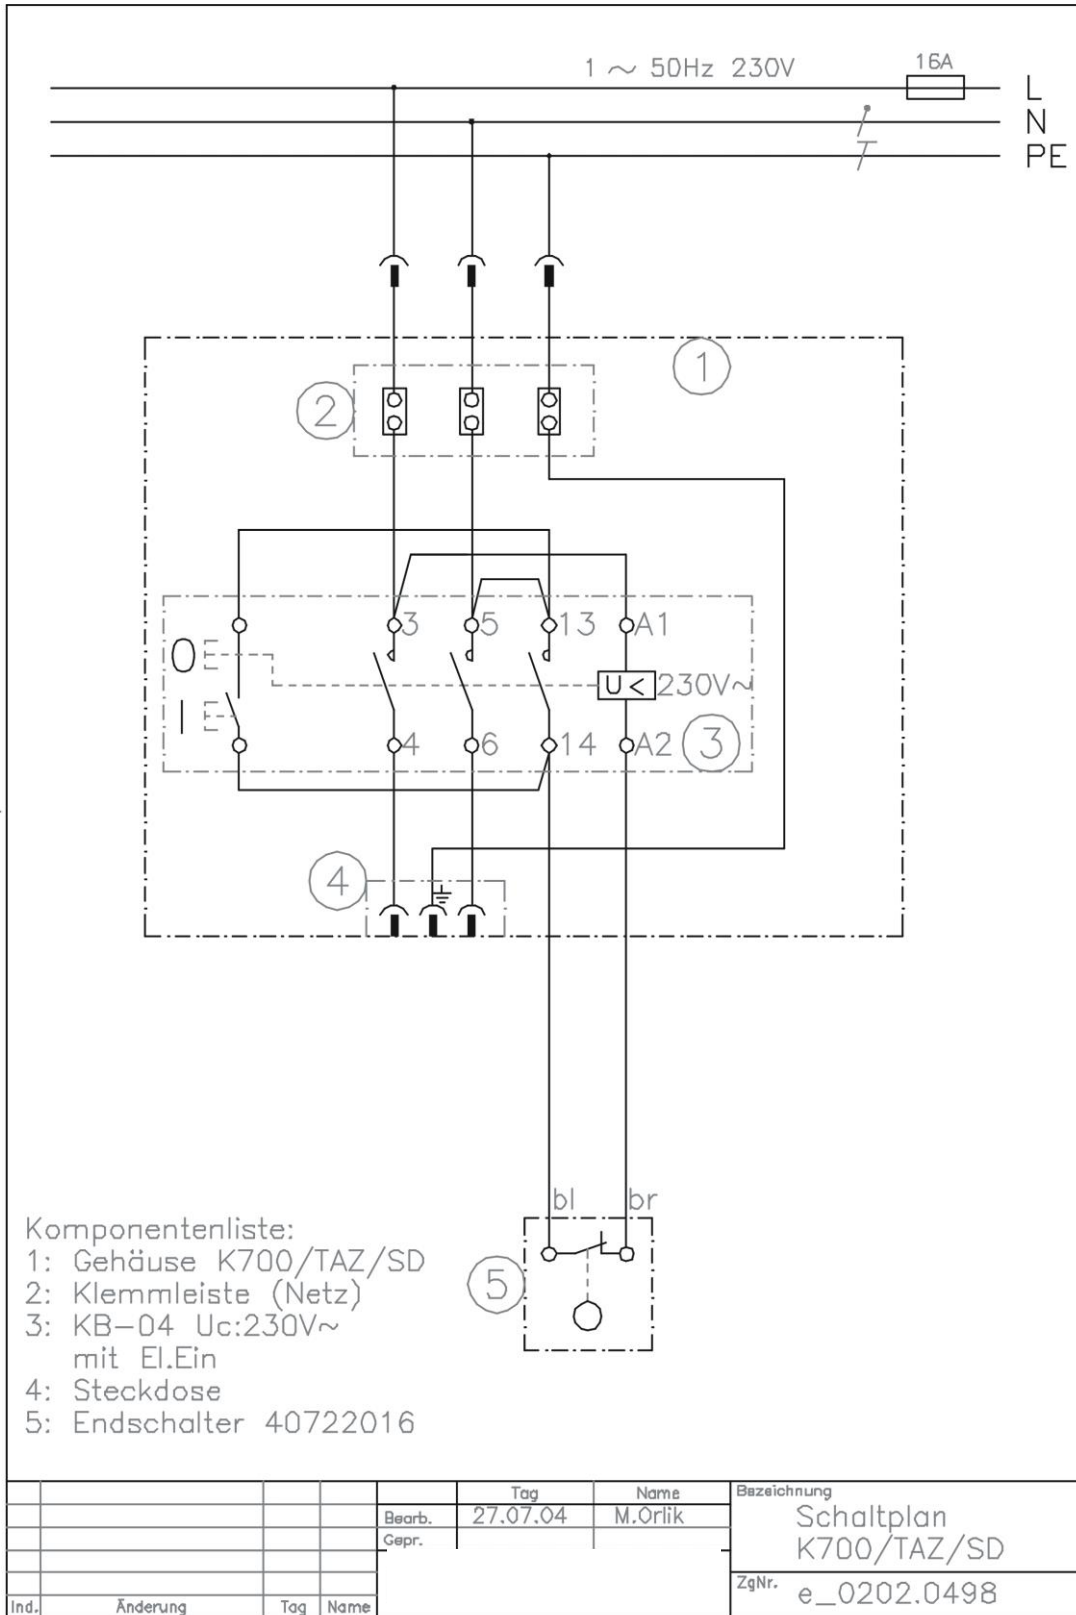 1 ~ 50Hz 230V
16A
L
N
PE
1
2
3
5
13
A1
0
U <
230V~
I
4
6
14
A2
3
4
bl
br
5
Komponentenliste:
1: Gehäuse K700/TAZ/SD
2: Klemmleiste (Netz)
3: KB-04 Uc:230V~
mit El.Ein
4: Steckdose
5: Endschalter 40722016
Tag
Name
Bezeichnung
Bearb.
27.07.04
M.Orlik
Schaltplan
Gepr.
K700/TAZ/SD
ZgNr.
e_0202.0498
Ind.
Änderung
Tag
Name